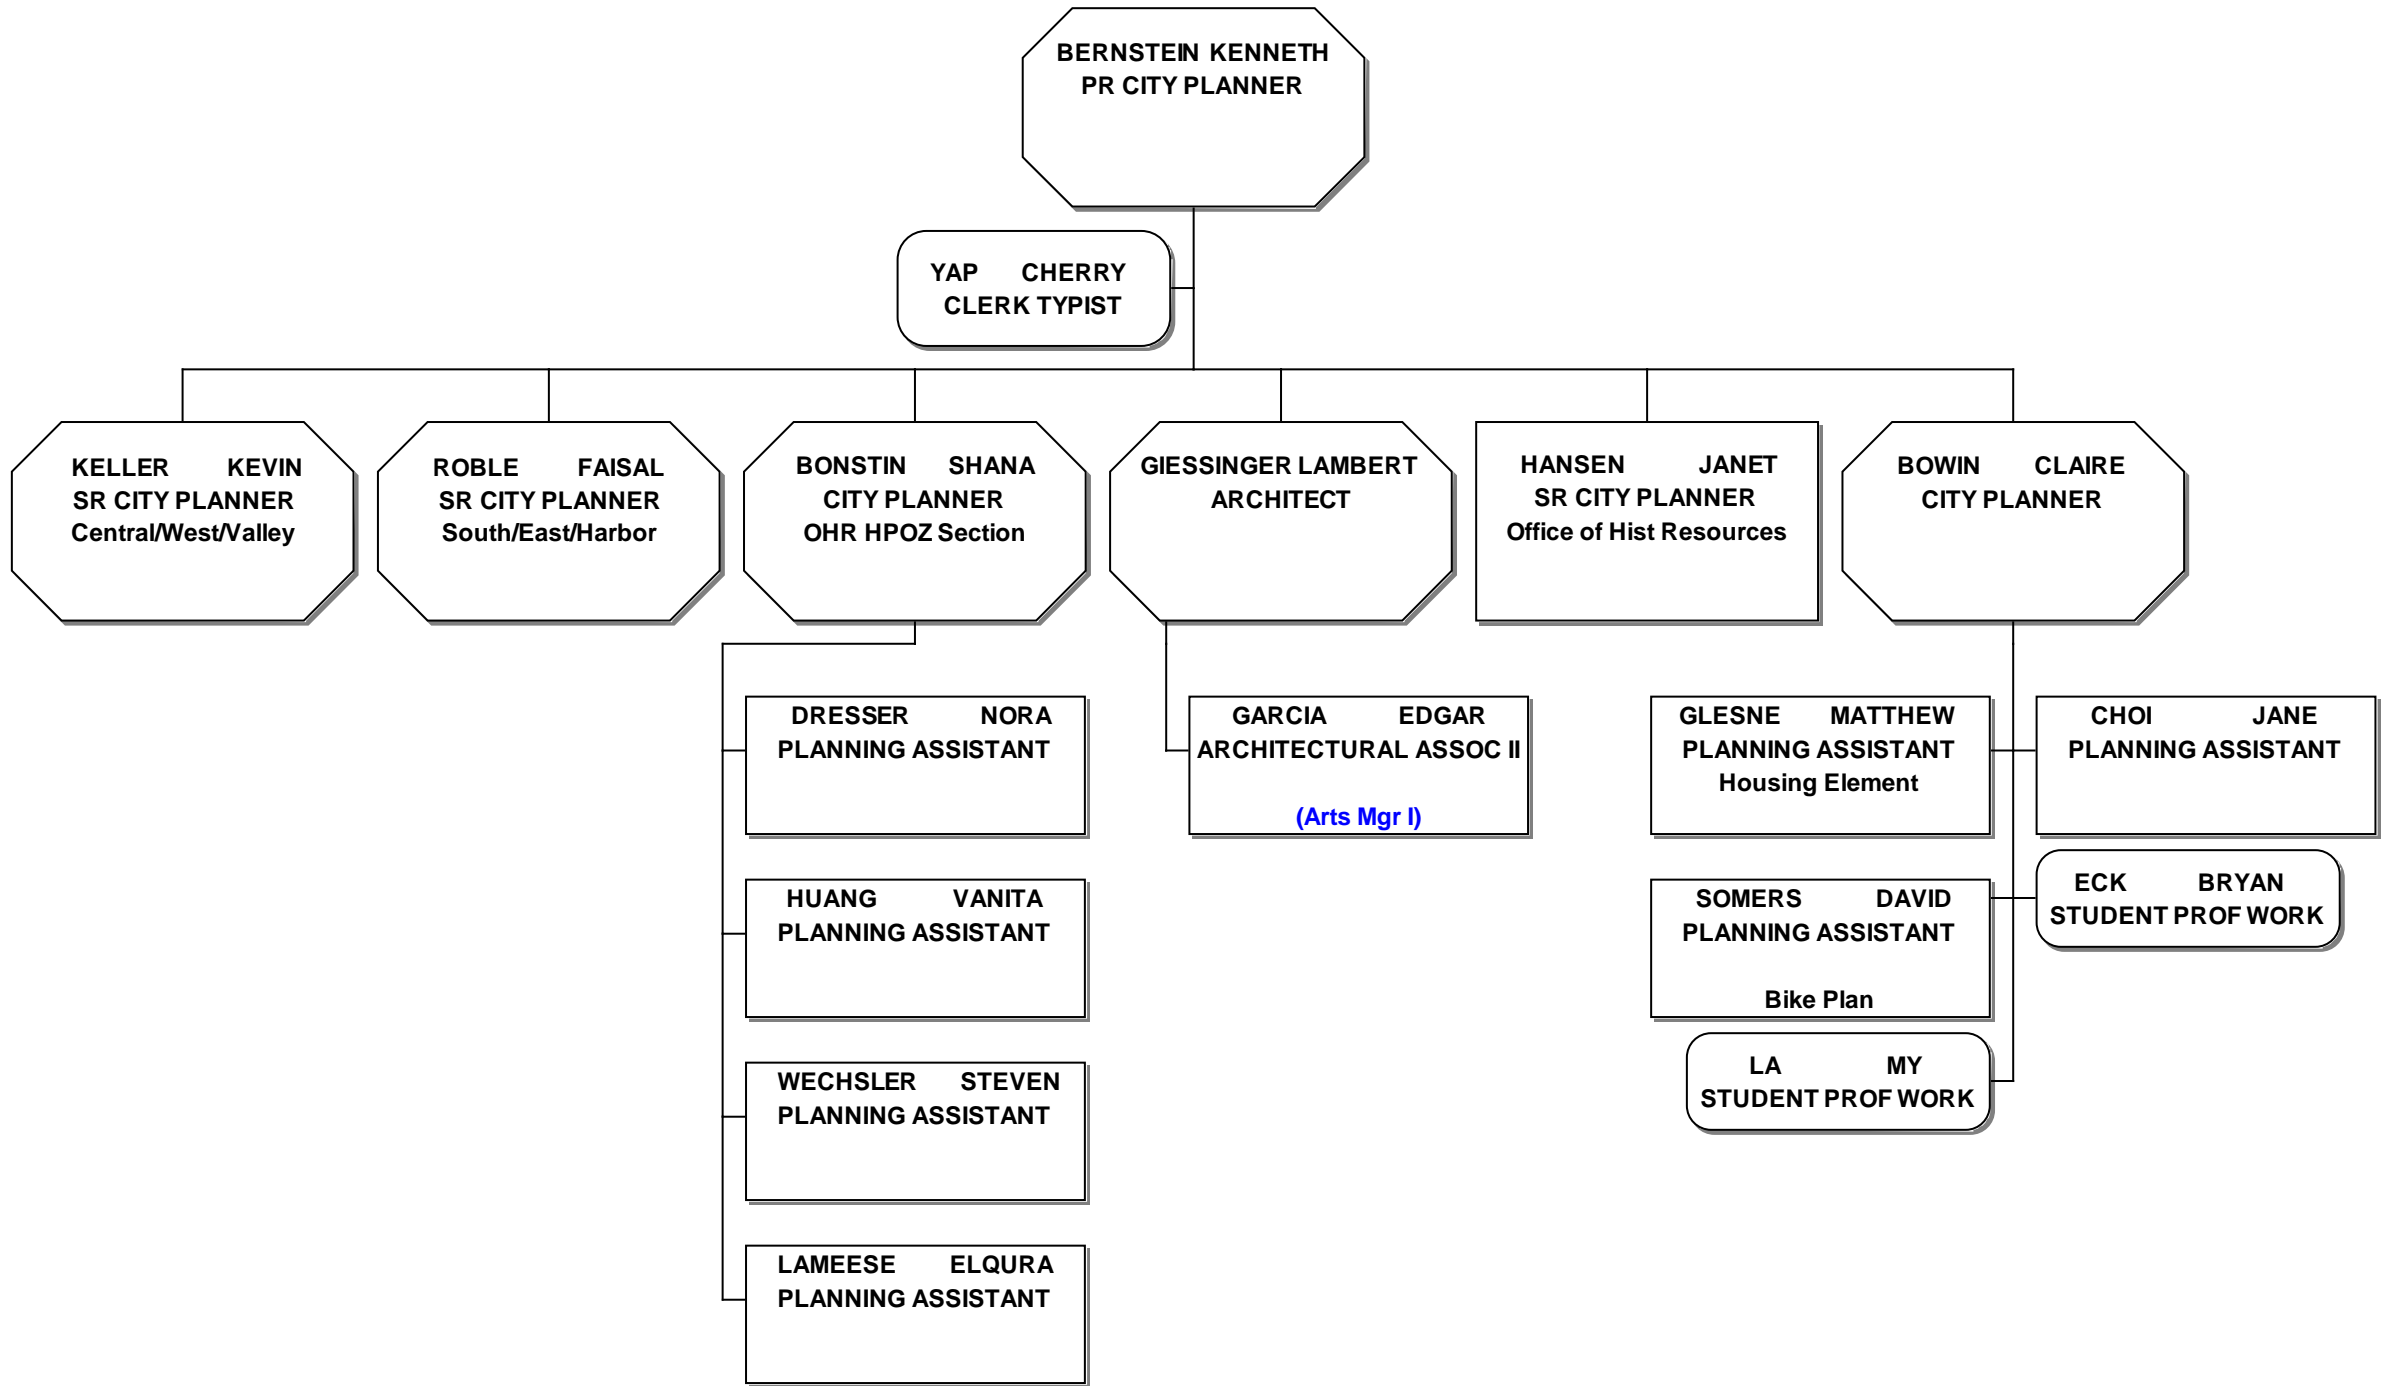 BERNSTEIN KENNETH
PR CITY PLANNER
YAP CHERRY
CLERK TYPIST
KELLER KEVIN
SR CITY PLANNER
Central/West/Valley
ROBLE FAISAL
SR CITY PLANNER
South/East/Harbor
BONSTIN SHANA
CITY PLANNER
OHR HPOZ Section
GIESSINGER LAMBERT
ARCHITECT
HANSEN JANET
SR CITY PLANNER
Office of Hist Resources
BOWIN CLAIRE
CITY PLANNER
DRESSER NORA
PLANNING ASSISTANT
HUANG VANITA
PLANNING ASSISTANT
WECHSLER STEVEN
PLANNING ASSISTANT
LAMEESE ELQURA
PLANNING ASSISTANT
GARCIA EDGAR
ARCHITECTURAL ASSOC II
(Arts Mgr I)
GLESNE MATTHEW
PLANNING ASSISTANT
Housing Element
CHOI JANE
PLANNING ASSISTANT
SOMERS DAVID
PLANNING ASSISTANT
Bike Plan
ECK BRYAN
STUDENT PROF WORK
LA MY
STUDENT PROF WORK